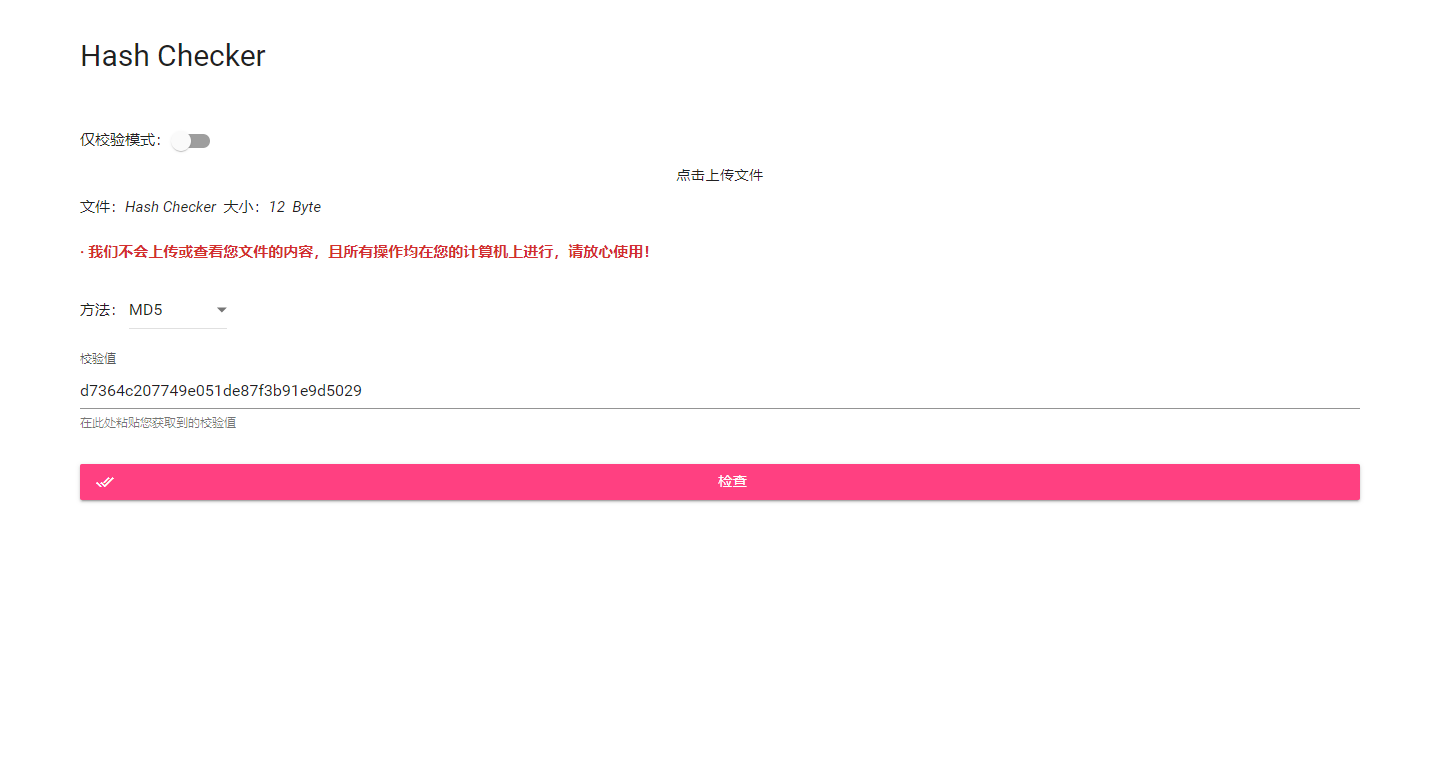 Hash Checker
仅校验模式：
点击上传文件
文件：Hash Checker 大小：12 Byte
· 我们不会上传或查看您文件的内容，且所有操作均在您的计算机上进行，请放心使用！
方法： MD5
校验值
d7364c207749e051de87f3b91e9d5029
在此处粘贴您获取到的校验值
检查